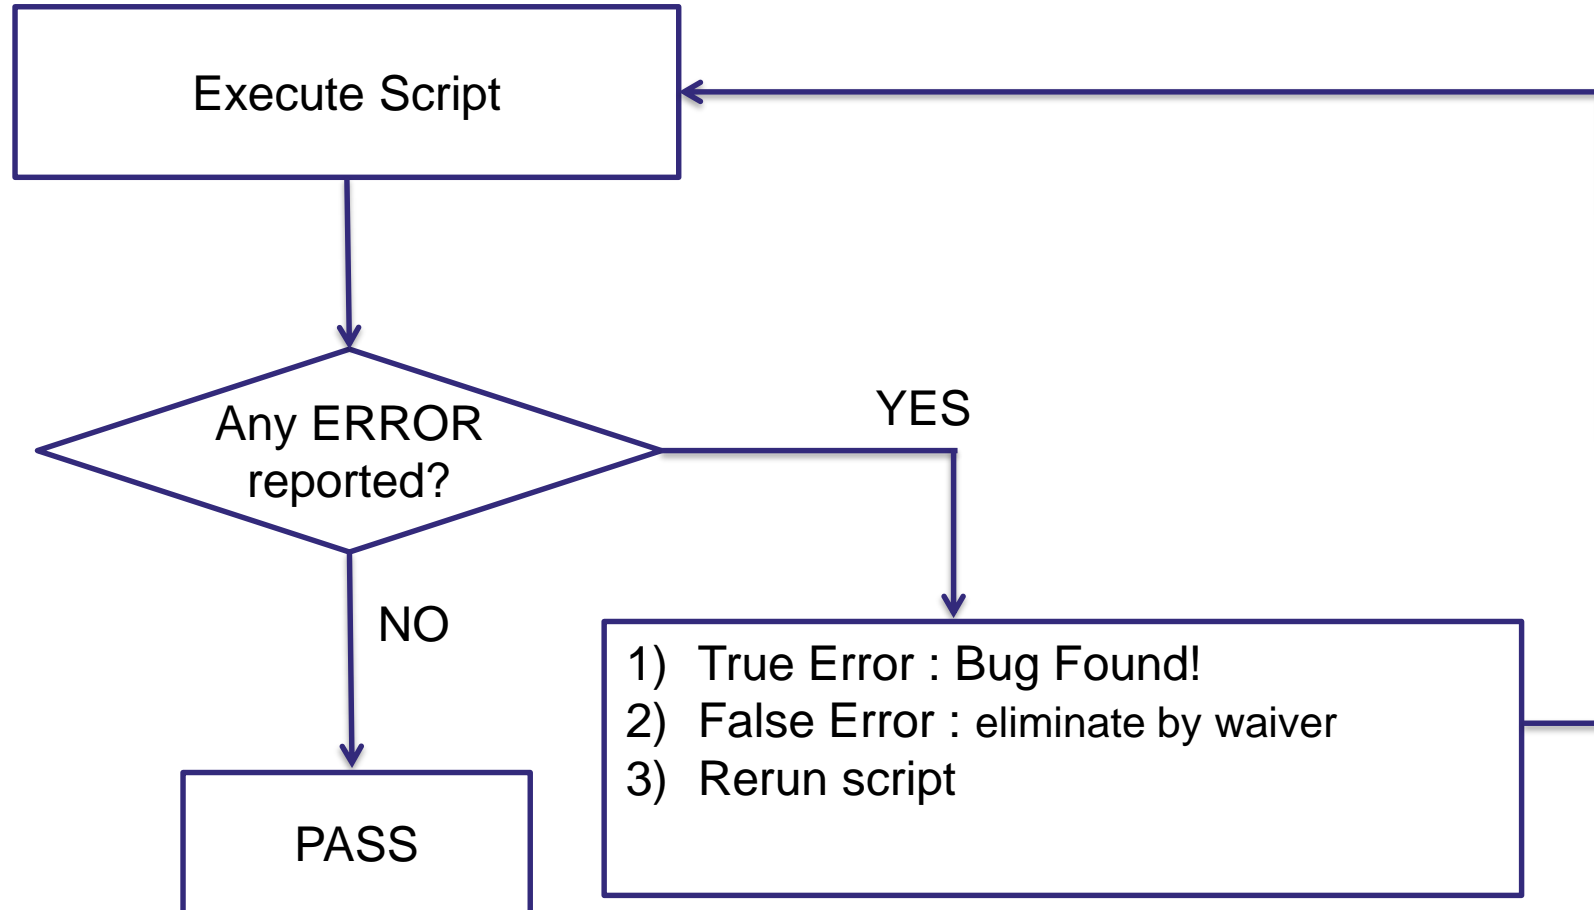 Execute Script
Any ERROR
reported?
YES
NO
1) True Error : Bug Found!
2) False Error : eliminate by waiver
3) Rerun script
PASS